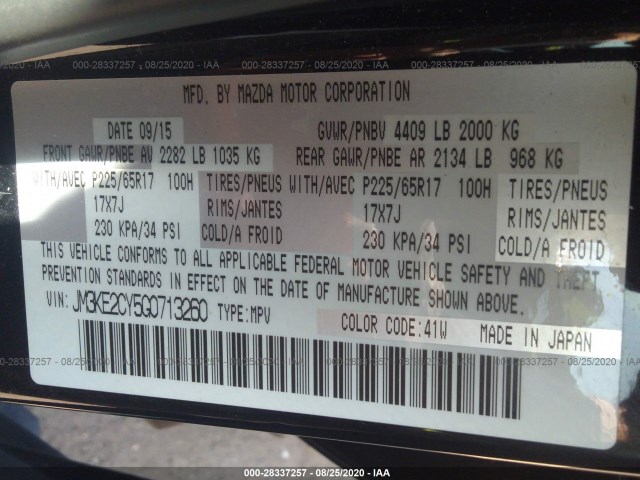 000-28337257 - 08/25/2020 - IAA
MFD. BY MAZDA MOTOR CORPORATION
DATE 09/15 GVWR/PNBV 4409 LB 2000 KG
FRONT GAWR/PNBE AV 2282 LB 1035 KG REAR GAWR/PNBE AR 2134 LB 968 KG
WITH/AVEC P225/65R17 100H TIRES/PNEUS WITH/AVEC P225/65R17 100H TIRES/PNEUS
17X7J RIMS/JANTES 17X7J RIMS/JANTES
230 KPA/34 PSI COLD/A FROID 230 KPA/34 PSI COLD/A FROID
THIS VEHICLE CONFORMS TO ALL APPLICABLE FEDERAL MOTOR VEHICLE SAFETY AND THEFT
PREVENTION STANDARDS IN EFFECT ON THE DATE OF MANUFACTURE SHOWN ABOVE.
VIN: JM3KE2CY5G0713260 TYPE: MPV COLOR CODE:41W MADE IN JAPAN
000-28337257 - 08/25/2020 - IAA